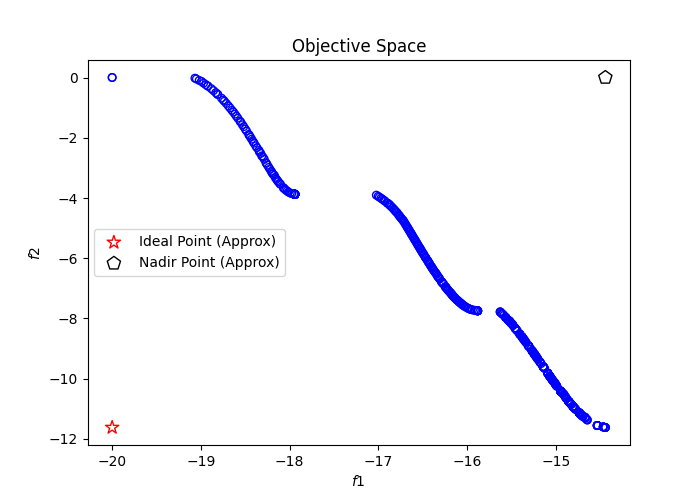 Objective Space
0
−2
−4
−6
−8
−10
−12
f2
Ideal Point (Approx)
Nadir Point (Approx)
−20
−19
−18
−17
−16
−15
f1